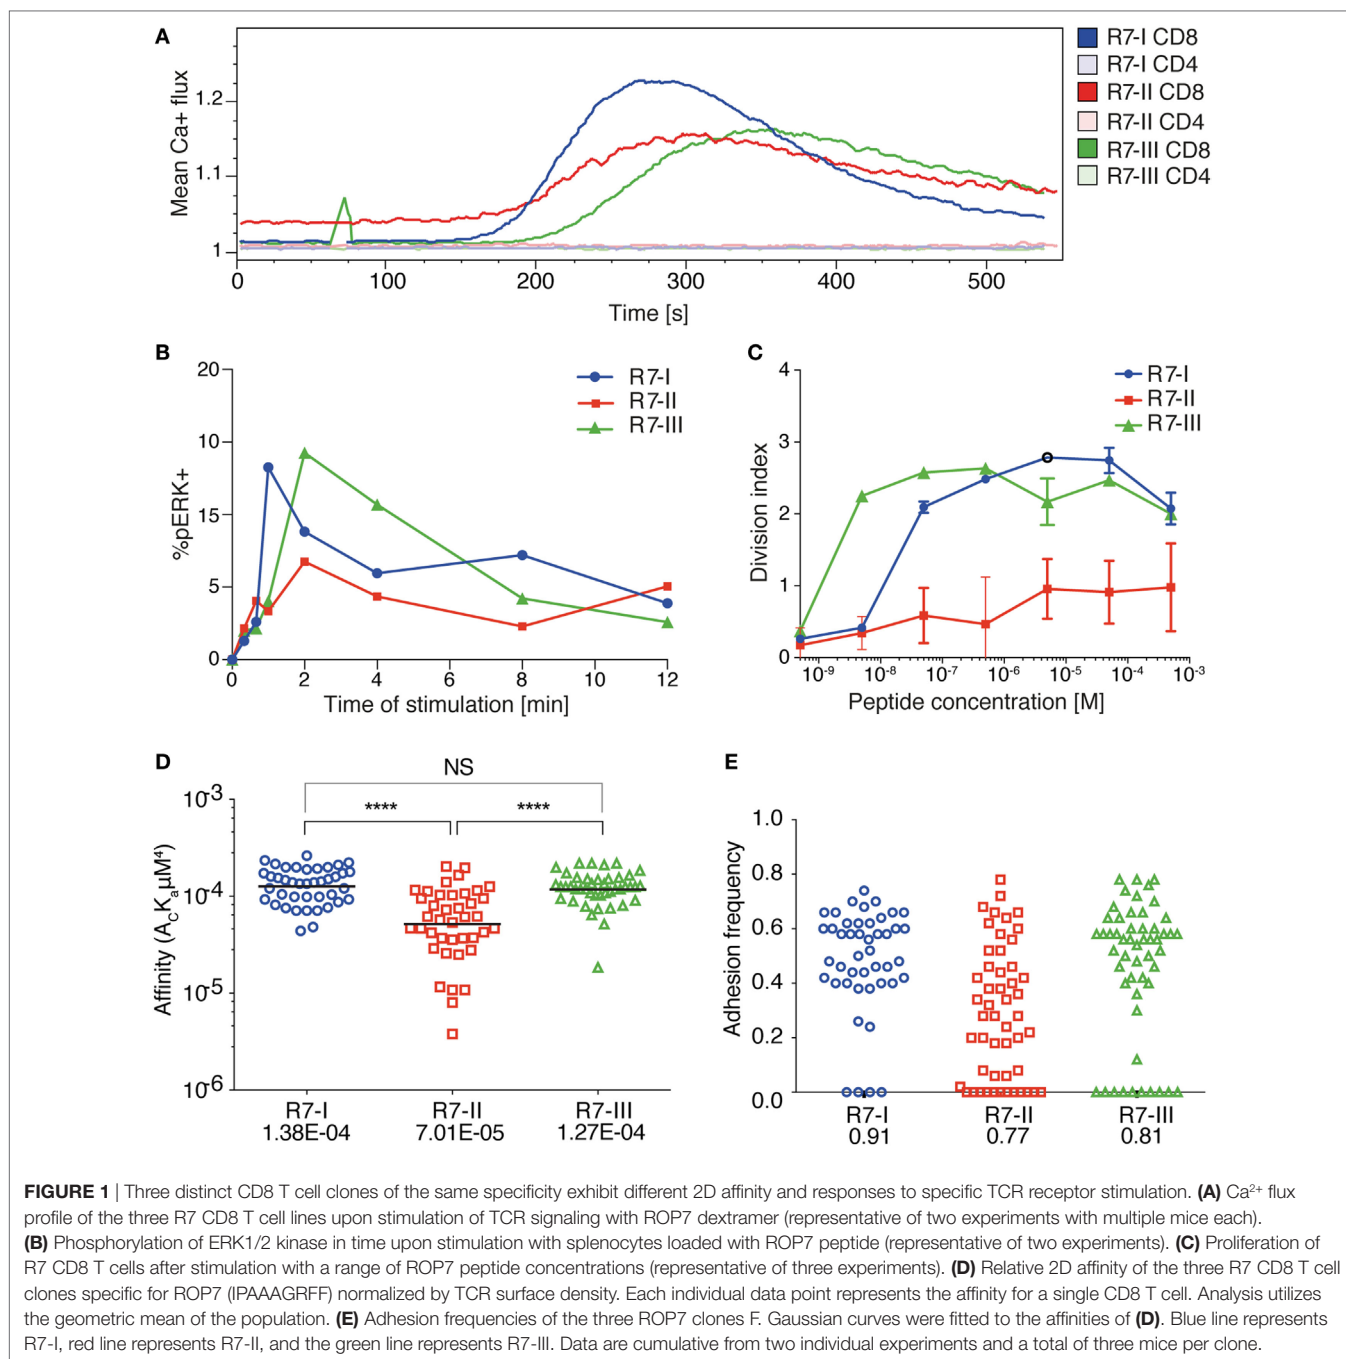 A
Mean Ca+ flux
1.2
1.11
1
0
100
200
300
400
500
Time [s]
R7-I CD8
R7-I CD4
R7-II CD8
R7-II CD4
R7-III CD8
R7-III CD4
B
%pERK+
20
10
15
5
0
0
2
4
6
8
10
12
Time of stimulation [min]
R7-I
R7-II
R7-III
C
Division index
4
3
2
1
0
10-9
10-8
10-7
10-6
10-5
10-4
10-3
Peptide concentration [M]
R7-I
R7-II
R7-III
D
NS
****
****
Affinity (ACKaµM4)
10-3
10-4
10-5
10-6
R7-I
R7-II
R7-III
1.38E-04
7.01E-05
1.27E-04
E
Adhesion frequency
1.0
0.8
0.6
0.4
0.2
0.0
R7-I
R7-II
R7-III
0.91
0.77
0.81
FIGURE 1 | Three distinct CD8 T cell clones of the same specificity exhibit different 2D affinity and responses to specific TCR receptor stimulation. (A) Ca2+ flux
profile of the three R7 CD8 T cell lines upon stimulation of TCR signaling with ROP7 dextramer (representative of two experiments with multiple mice each).
(B) Phosphorylation of ERK1/2 kinase in time upon stimulation with splenocytes loaded with ROP7 peptide (representative of two experiments). (C) Proliferation of
R7 CD8 T cells after stimulation with a range of ROP7 peptide concentrations (representative of three experiments). (D) Relative 2D affinity of the three R7 CD8 T cell
clones specific for ROP7 (IPAAAGRFF) normalized by TCR surface density. Each individual data point represents the affinity for a single CD8 T cell. Analysis utilizes
the geometric mean of the population. (E) Adhesion frequencies of the three ROP7 clones F. Gaussian curves were fitted to the affinities of (D). Blue line represents
R7-I, red line represents R7-II, and the green line represents R7-III. Data are cumulative from two individual experiments and a total of three mice per clone.